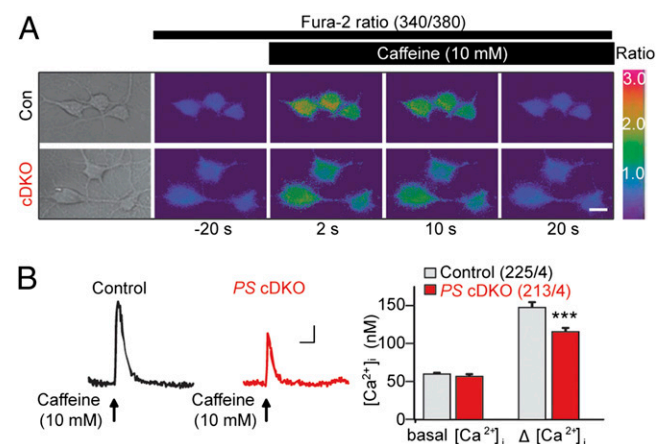 A
Fura-2 ratio (340/380)
Caffeine (10 mM)
Ratio
Con
cDKO
3.0
2.0
1.0
-20 s
2 s
10 s
20 s
B
Control
PS cDKO
Caffeine
(10 mM)
Caffeine
(10 mM)
Control (225/4)
PS cDKO (213/4)
[Ca²⁺]ᵢ (nM)
150
100
50
0
***
basal [Ca²⁺]ᵢ
Δ [Ca²⁺]ᵢ